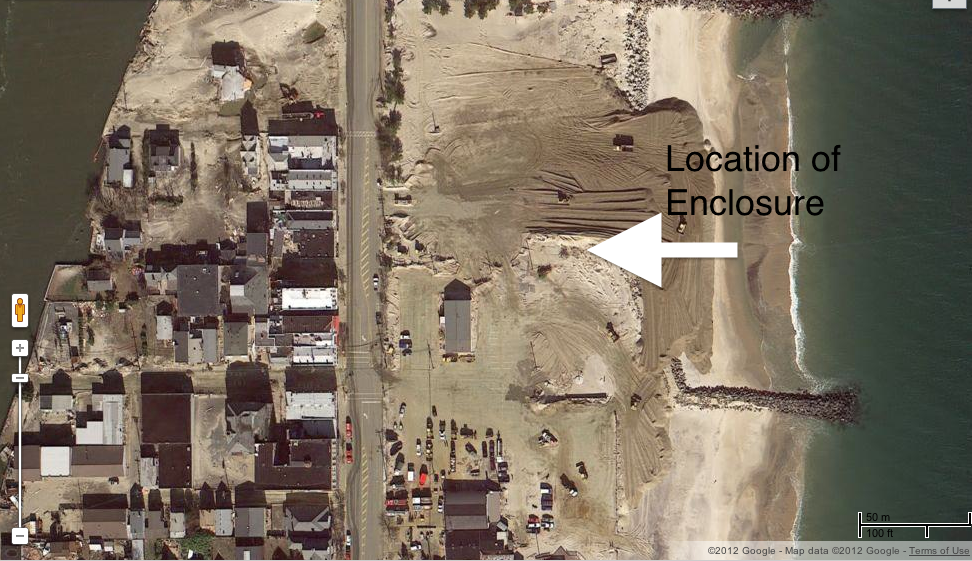 Location of
Enclosure
50 m
100 ft
©2012 Google - Map data ©2012 Google - Terms of Use